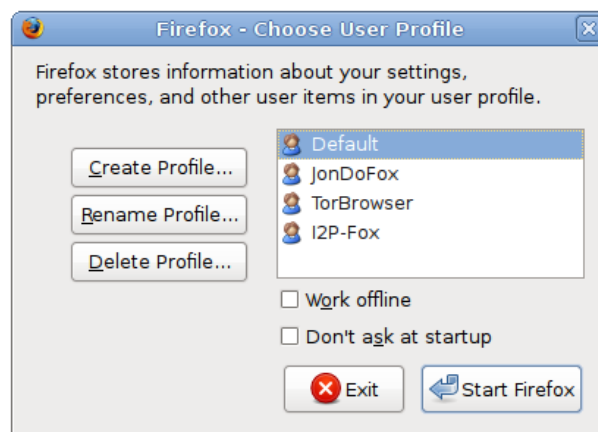 Firefox - Choose User Profile
Firefox stores information about your settings,
preferences, and other user items in your user profile.
Create Profile...
Rename Profile...
Delete Profile...
Default
JonDoFox
TorBrowser
I2P-Fox
Work offline
Don't ask at startup
Exit
Start Firefox